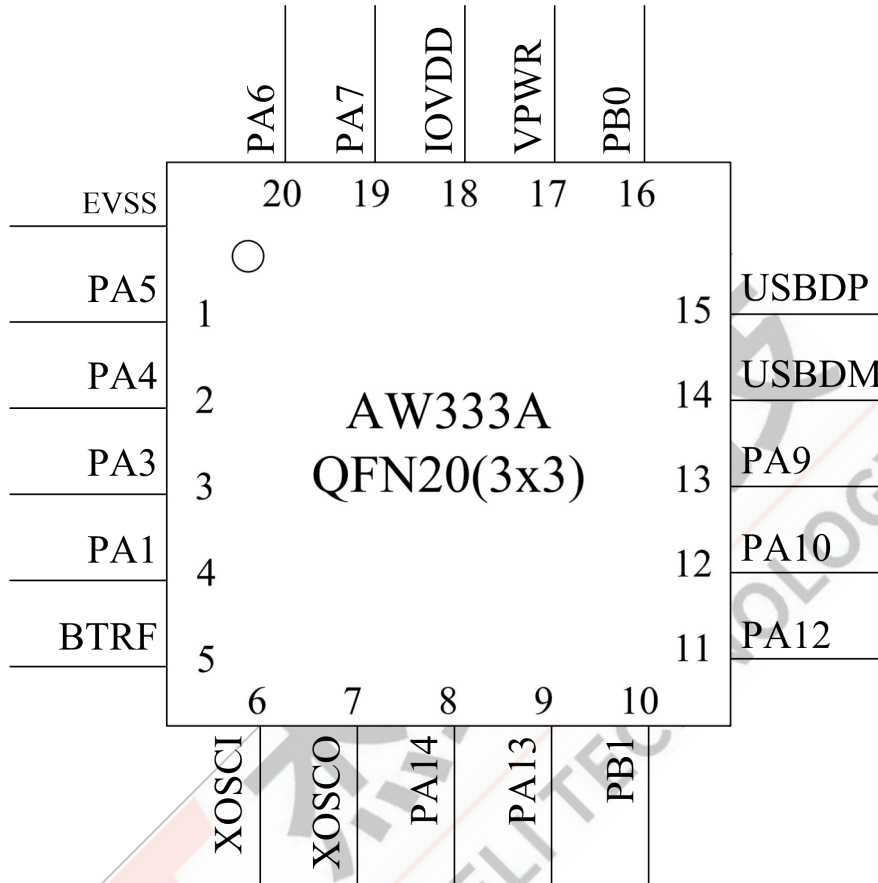 PA6
PA7
IOVDD
VPWR
PB0
20 19 18 17 16
EVSS
PA5 1
PA4 2
PA3 3
PA1 4
BTRF 5
AW333A
QFN20(3x3)
15 USBDP
14 USBDM
13 PA9
12 PA10
11 PA12
6 7 8 9 10
XOSCI
XOSCO
PA14
PA13
PB1